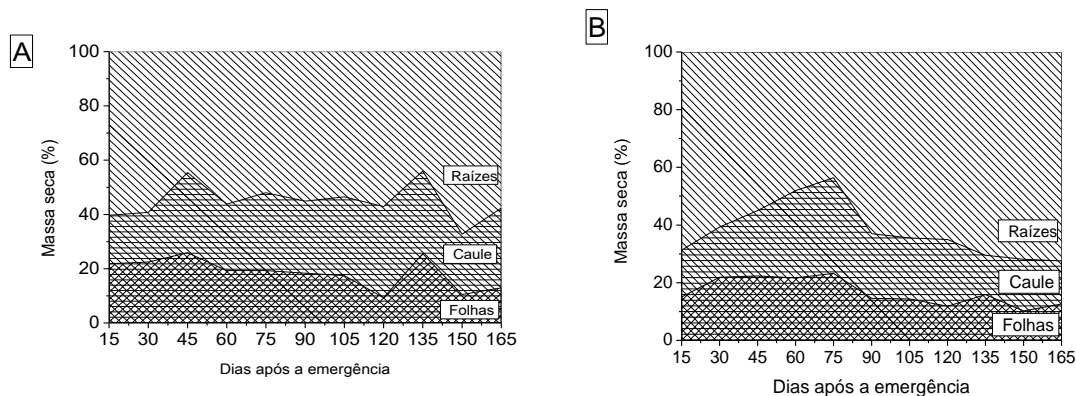 A
Massa seca (%)
100
80
60
40
20
0
Raízes
Caule
Folhas
15 30 45 60 75 90 105 120 135 150 165
Dias após a emergência
B
Massa seca (%)
100
80
60
40
20
0
Raízes
Caule
Folhas
15 30 45 60 75 90 105 120 135 150 165
Dias após a emergência